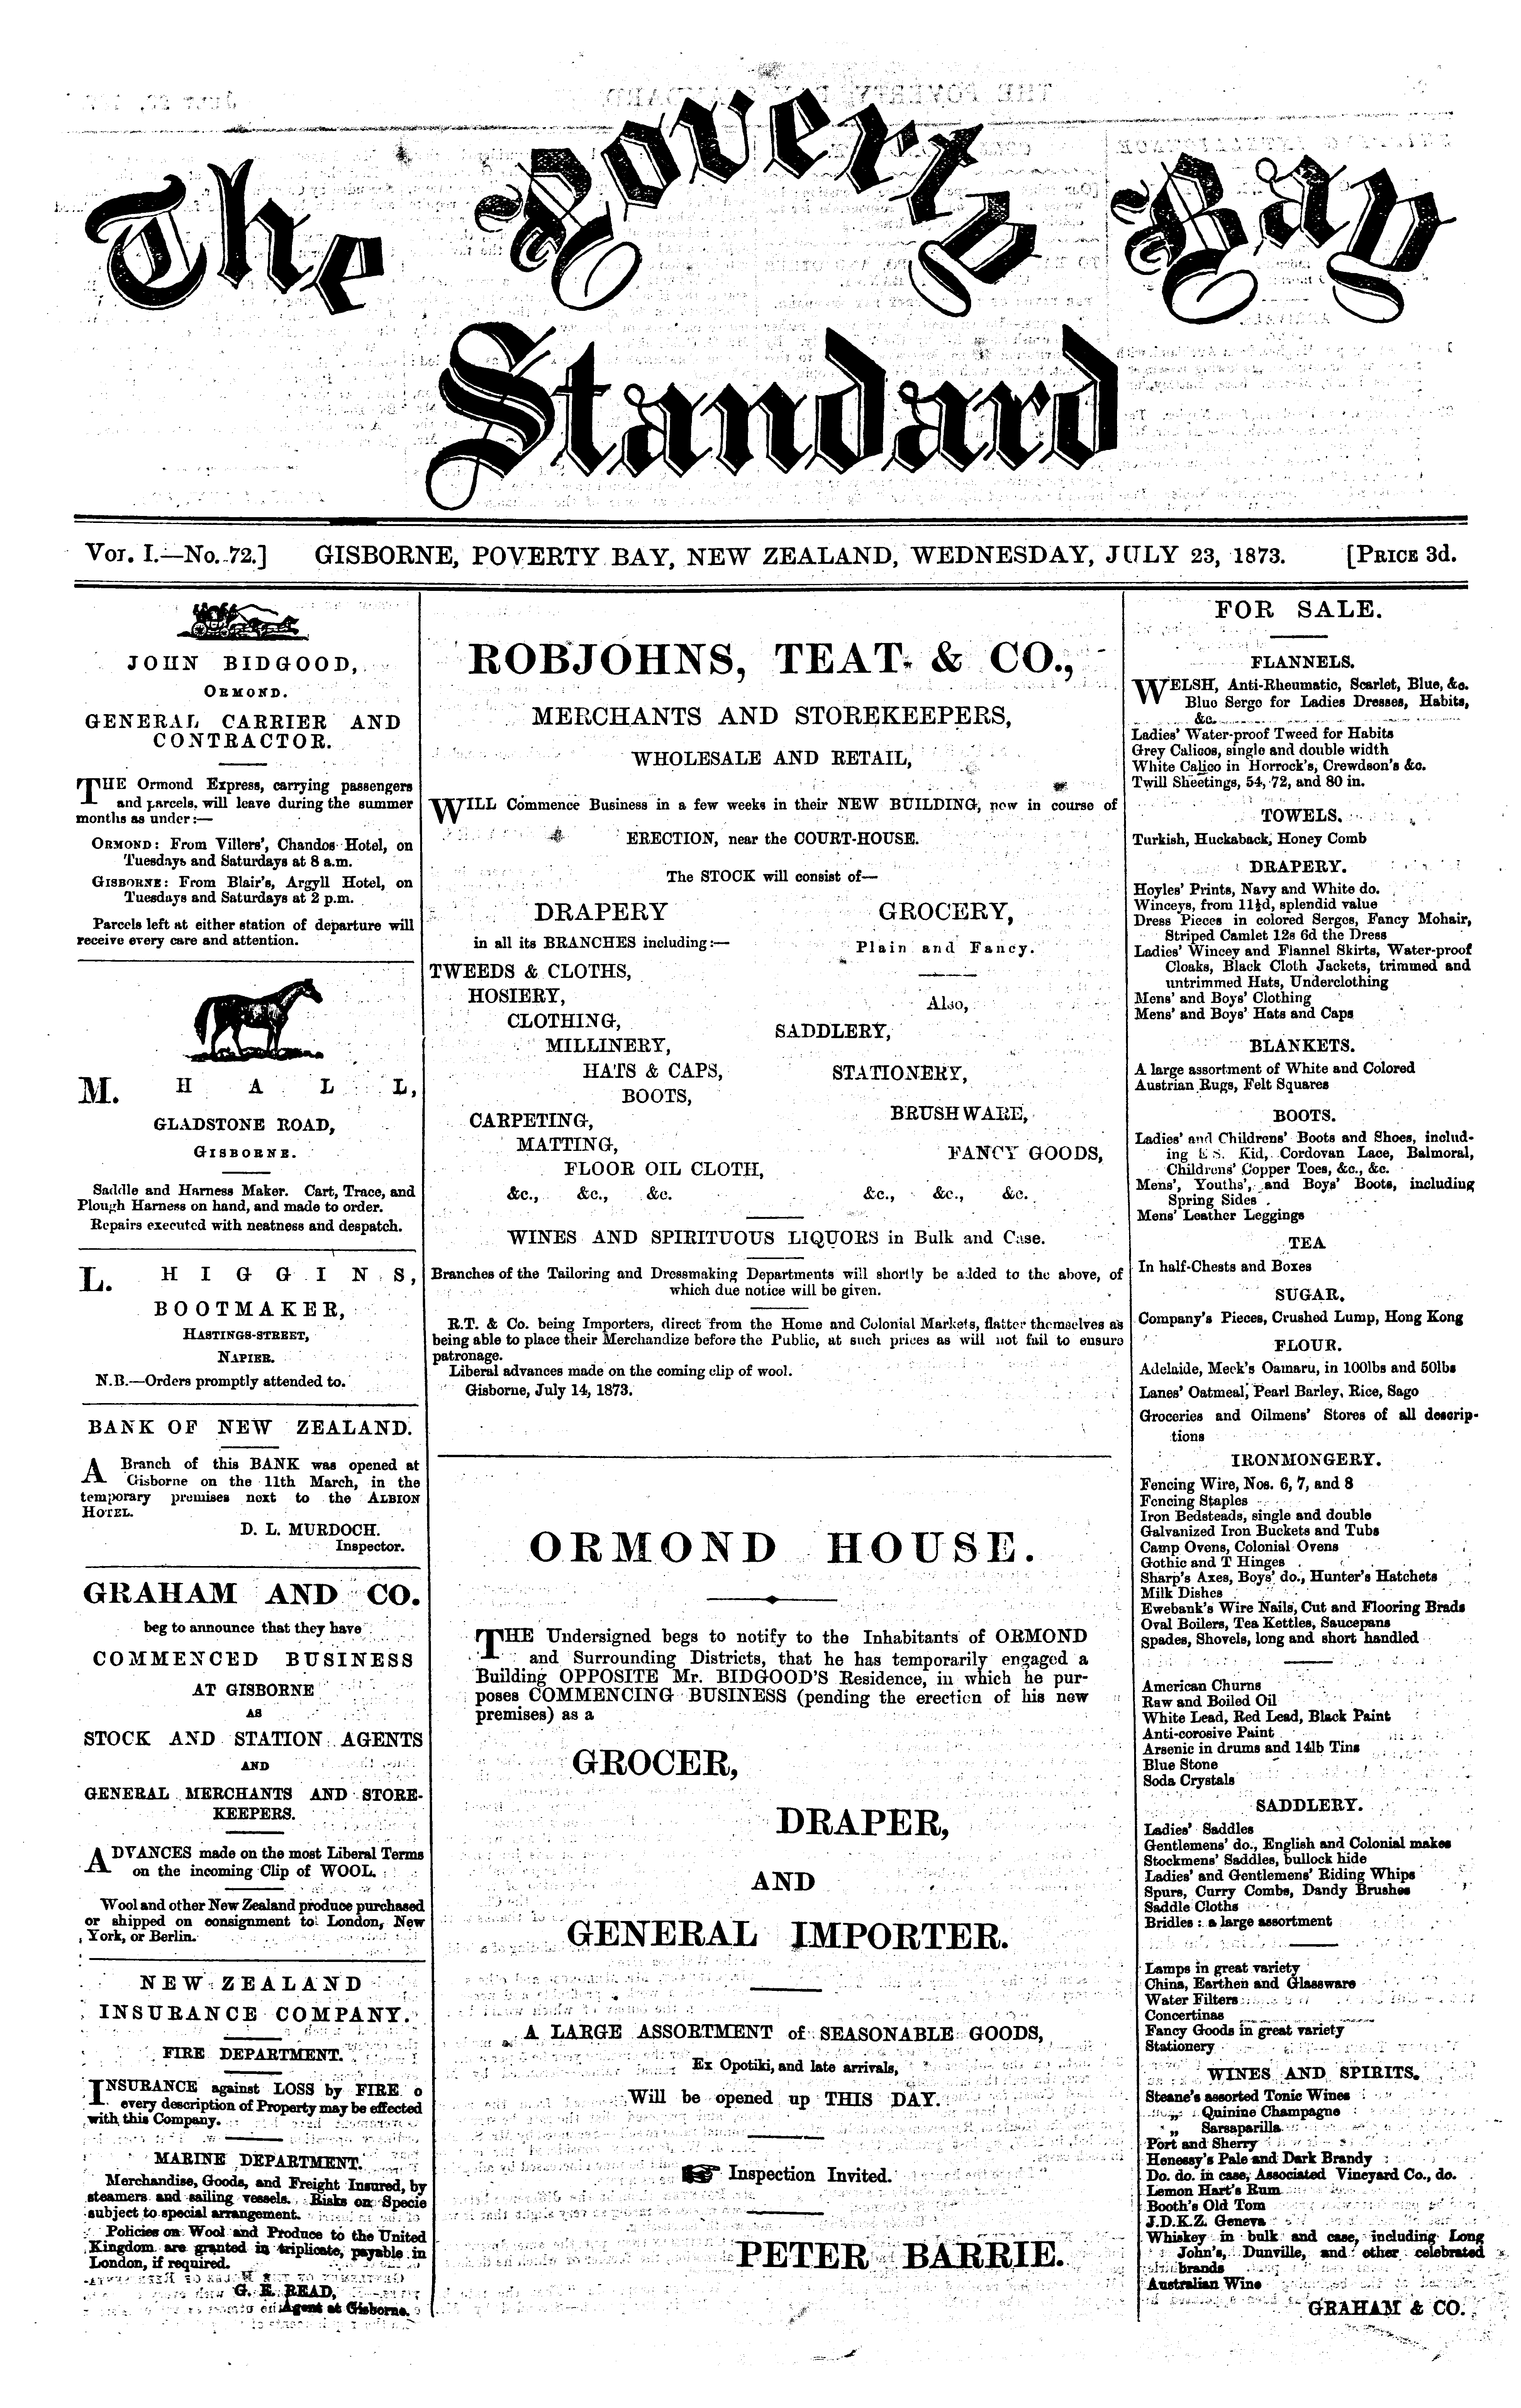 The Poverty Bay
Standard
Vol. I.—No. 72.] GISBORNE, POVERTY BAY, NEW ZEALAND, WEDNESDAY, JULY 23, 1873. [PRICE 3d.
JOHN BIDGOOD,
ORMOND.
GENERAL CARRIER AND
CONTRACTOR.
THE Ormond Express, carrying passengers
and parcels, will leave during the summer
months as under:—
ORMOND: From Villers', Chandos Hotel, on
Tuesdays and Saturdays at 8 a.m.
GISBORNE: From Blair's, Argyll Hotel, on
Tuesdays and Saturdays at 2 p.m.
Parcels left at either station of departure will
receive every care and attention.
M. HALL,
GLADSTONE ROAD,
GISBORNE.
Saddle and Harness Maker. Cart, Trace, and
Plough Harness on hand, and made to order.
Repairs executed with neatness and despatch.
L. HIGGINS,
BOOTMAKER,
HASTINGS-STREET,
NAPIER.
N.B.—Orders promptly attended to.
BANK OF NEW ZEALAND.
A Branch of this BANK was opened at
Gisborne on the 11th March, in the
temporary premises next to the ALBION
HOTEL.
D. L. MURDOCH.
Inspector.
GRAHAM AND CO.
beg to announce that they have
COMMENCED BUSINESS
AT GISBORNE
AS
STOCK AND STATION AGENTS
AND
GENERAL MERCHANTS AND STORE-
KEEPERS.
ADVANCES made on the most Liberal Terms
on the incoming Clip of WOOL.
Wool and other New Zealand produce purchased
or shipped on consignment to London, New
York, or Berlin.
NEW ZEALAND
INSURANCE COMPANY.
FIRE DEPARTMENT.
INSURANCE against LOSS by FIRE o
every description of Property may be effected
with this Company.
MARINE DEPARTMENT.
Merchandise, Goods, and Freight Insured, by
steamers and sailing vessels. Risks on Specie
subject to special arrangement.
Policies on Wool and Produce to the United
Kingdom are granted in triplicate, payable in
London, if required.
G. E. READ,
Agent at Gisborne.
ROBJOHNS, TEAT & CO.,
MERCHANTS AND STOREKEEPERS,
WHOLESALE AND RETAIL,
WILL Commence Business in a few weeks in their NEW BUILDING, now in course of
ERECTION, near the COURT-HOUSE.
The STOCK will consist of—
DRAPERY
in all its BRANCHES including:—
TWEEDS & CLOTHS,
HOSIERY,
CLOTHING,
MILLINERY,
HATS & CAPS,
BOOTS,
CARPETING,
MATTING,
FLOOR OIL CLOTH,
&c., &c., &c.
GROCERY,
Plain and Fancy.
Also,
SADDLERY,
STATIONERY,
BRUSHWARE,
FANCY GOODS,
&c., &c., &c.
WINES AND SPIRITUOUS LIQUORS in Bulk and Case.
Branches of the Tailoring and Dressmaking Departments will shortly be added to the above, of
which due notice will be given.
R.T. & Co. being Importers, direct from the Home and Colonial Markets, flatter themselves as
being able to place their Merchandize before the Public, at such prices as will not fail to ensure
patronage.
Liberal advances made on the coming clip of wool.
Gisborne, July 14, 1873.
ORMOND HOUSE.
THE Undersigned begs to notify to the Inhabitants of ORMOND
and Surrounding Districts, that he has temporarily engaged a
Building OPPOSITE Mr. BIDGOOD'S Residence, in which he pur-
poses COMMENCING BUSINESS (pending the erection of his new
premises) as a
GROCER,
DRAPER,
AND
GENERAL IMPORTER.
A LARGE ASSORTMENT of SEASONABLE GOODS,
Ex Opotiki, and late arrivals,
Will be opened up THIS DAY.
Inspection Invited.
PETER BARRIE.
FOR SALE.
FLANNELS.
WELSH, Anti-Rheumatic, Scarlet, Blue, &c.
Blue Serge for Ladies Dresses, Habits,
&c.
Ladies' Water-proof Tweed for Habits
Grey Calicos, single and double width
White Calico in Horrock's, Crewdson's &c.
Twill Sheetings, 54, 72, and 80 in.
TOWELS.
Turkish, Huckaback, Honey Comb
DRAPERY.
Hoyles' Prints, Navy and White do.
Winceys, from 11½d, splendid value
Dress Pieces in colored Serges, Fancy Mohair,
Striped Camlet 12s 6d the Dress
Ladies' Wincey and Flannel Skirts, Water-proof
Cloaks, Black Cloth Jackets, trimmed and
untrimmed Hats, Underclothing
Mens' and Boys' Clothing
Mens' and Boys' Hats and Caps
BLANKETS.
A large assortment of White and Colored
Austrian Rugs, Felt Squares
BOOTS.
Ladies' and Childrens' Boots and Shoes, includ-
ing E S. Kid, Cordovan Lace, Balmoral,
Childrens' Copper Toes, &c., &c.
Mens', Youths', and Boys' Boots, including
Spring Sides
Mens' Leather Leggings
TEA
In half-Chests and Boxes
SUGAR.
Company's Pieces, Crushed Lump, Hong Kong
FLOUR.
Adelaide, Meek's Oamaru, in 100lbs and 50lbs
Lanes' Oatmeal, Pearl Barley, Rice, Sago
Groceries and Oilmens' Stores of all descrip-
tions
IRONMONGERY.
Fencing Wire, Nos. 6, 7, and 8
Fencing Staples
Iron Bedsteads, single and double
Galvanized Iron Buckets and Tubs
Camp Ovens, Colonial Ovens
Gothic and T Hinges
Sharp's Axes, Boys' do., Hunter's Hatchets
Milk Dishes
Ewebank's Wire Nails, Cut and Flooring Brads
Oval Boilers, Tea Kettles, Saucepans
Spades, Shovels, long and short handled
American Churns
Raw and Boiled Oil
White Lead, Red Lead, Black Paint
Anti-corosive Paint
Arsenic in drums and 14lb Tins
Blue Stone
Soda Crystals
SADDLERY.
Ladies' Saddles
Gentlemens' do., English and Colonial makes
Stockmens' Saddles, bullock hide
Ladies' and Gentlemens' Riding Whips
Spurs, Curry Combs, Dandy Brushes
Saddle Cloths
Bridles: a large assortment
Lamps in great variety
China, Earthen and Glassware
Water Filters
Concertinas
Fancy Goods in great variety
Stationery
WINES AND SPIRITS.
Steane's assorted Tonic Wines
„ Quinine Champagne
„ Sarsaparilla
Port and Sherry
Henessy's Pale and Dark Brandy
Do. do. in case, Associated Vineyard Co., do.
Lemon Hart's Rum
Booth's Old Tom
J.D.K.Z. Geneva
Whiskey in bulk and case, including Long
John's, Dunville, and other celebrated
brands
Australian Wine
GRAHAM & CO.